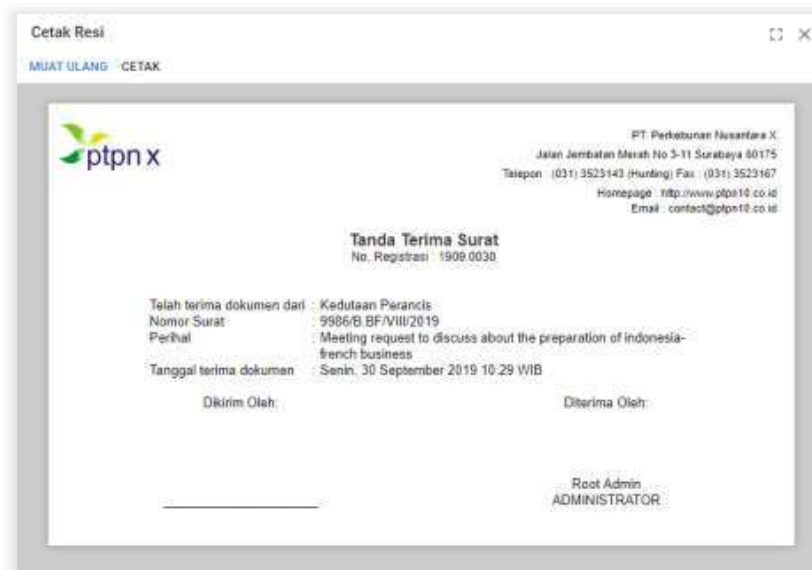 Cetak Resi
MUAT ULANG CETAK
ptpn x
PT. Perkebunan Nusantara X
Jalan Jembatan Merah No 3-11 Surabaya 60175
Telepon : (031) 3523143 (Hunting) Fax : (031) 3523167
Homepage : http://www.ptpn10.co.id
Email : contact@ptpn10.co.id
Tanda Terima Surat
No. Registrasi : 1909.0030
Telah terima dokumen dari : Kedutaan Perancis
Nomor Surat : 9986/B.BF/VIII/2019
Perihal : Meeting request to discuss about the preparation of indonesia-
french business
Tanggal terima dokumen : Senin, 30 September 2019 10:29 WIB
Dikirim Oleh: Diterima Oleh:
Root Admin
ADMINISTRATOR